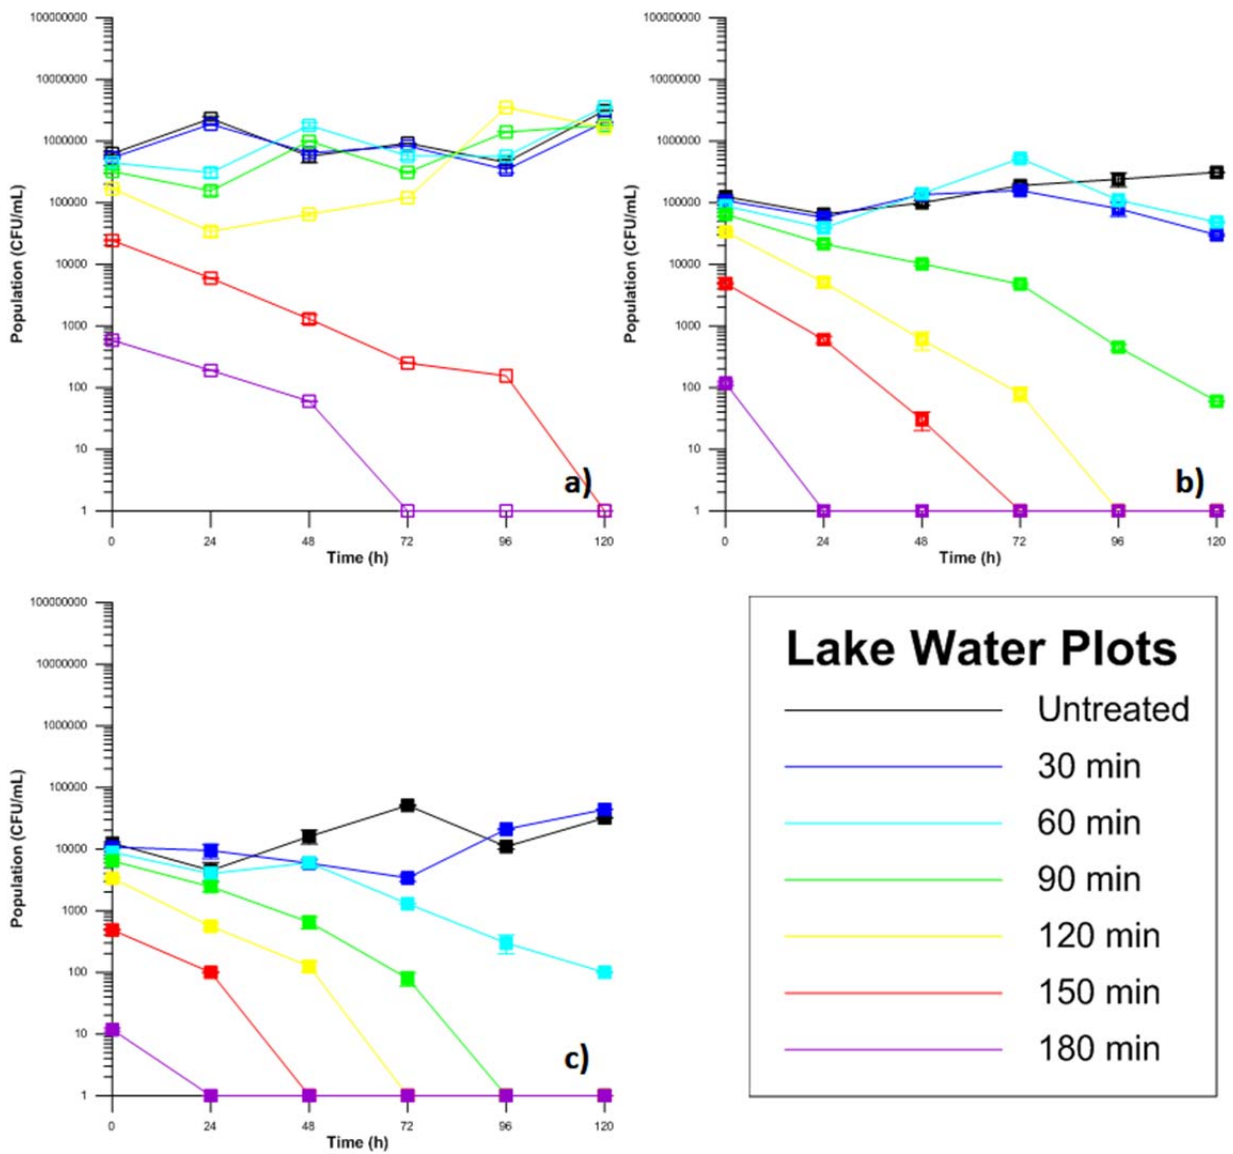 100000000
10000000
1000000
100000
10000
1000
100
10
1
Population (CFU/mL)
0 24 48 72 96 120
Time (h)
a)
100000000
10000000
1000000
100000
10000
1000
100
10
1
Population (CFU/mL)
0 24 48 72 96 120
Time (h)
b)
100000000
10000000
1000000
100000
10000
1000
100
10
1
Population (CFU/mL)
0 24 48 72 96 120
Time (h)
c)
Lake Water Plots
Untreated
30 min
60 min
90 min
120 min
150 min
180 min